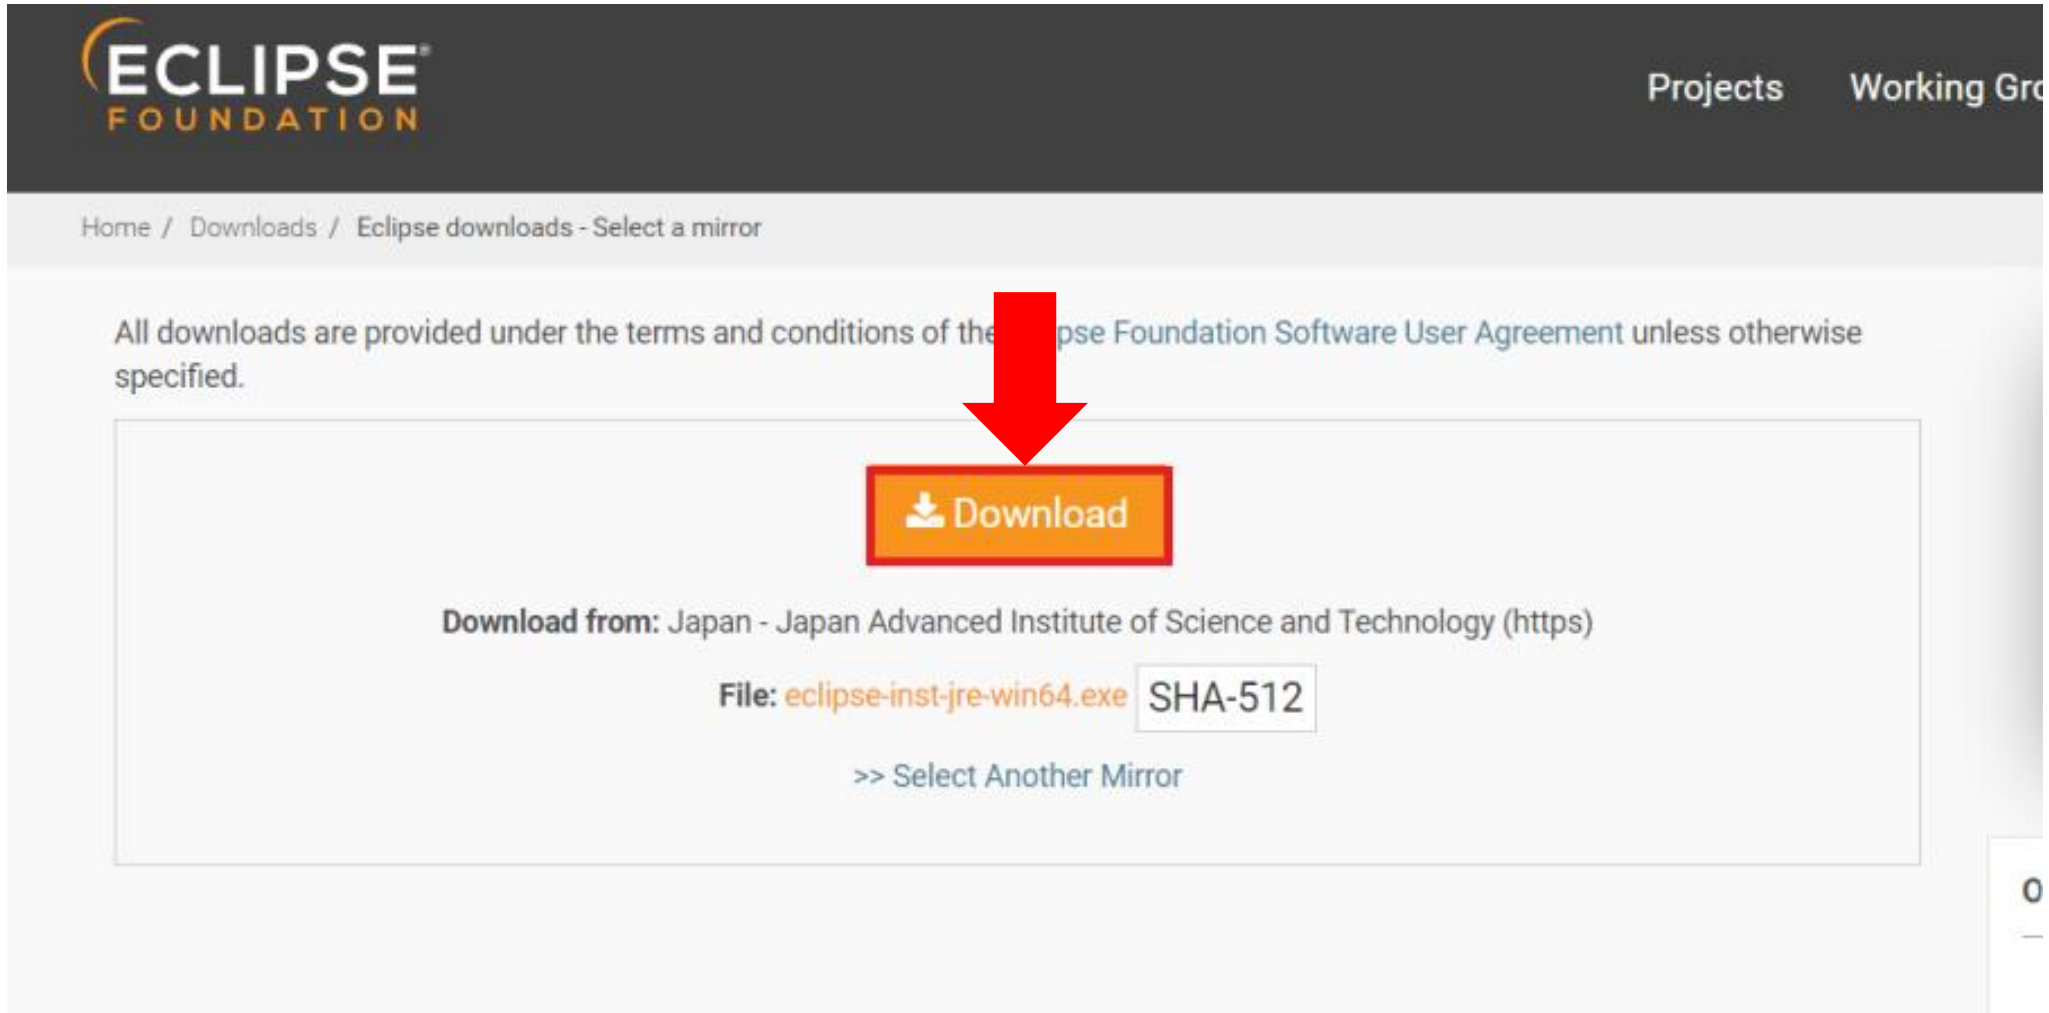 ECLIPSE
FOUNDATION
Projects Working
Home / Downloads / Eclipse downloads - Select a mirror
All downloads are provided under the terms and conditions of the Foundation Software User Agreement unless otherwise
specified.
Download
Download from: Japan - Japan Advanced Institute of Science and Technology (https)
File: eclipse-inst-jre-win64.exe SHA-512
>> Select Another Mirror